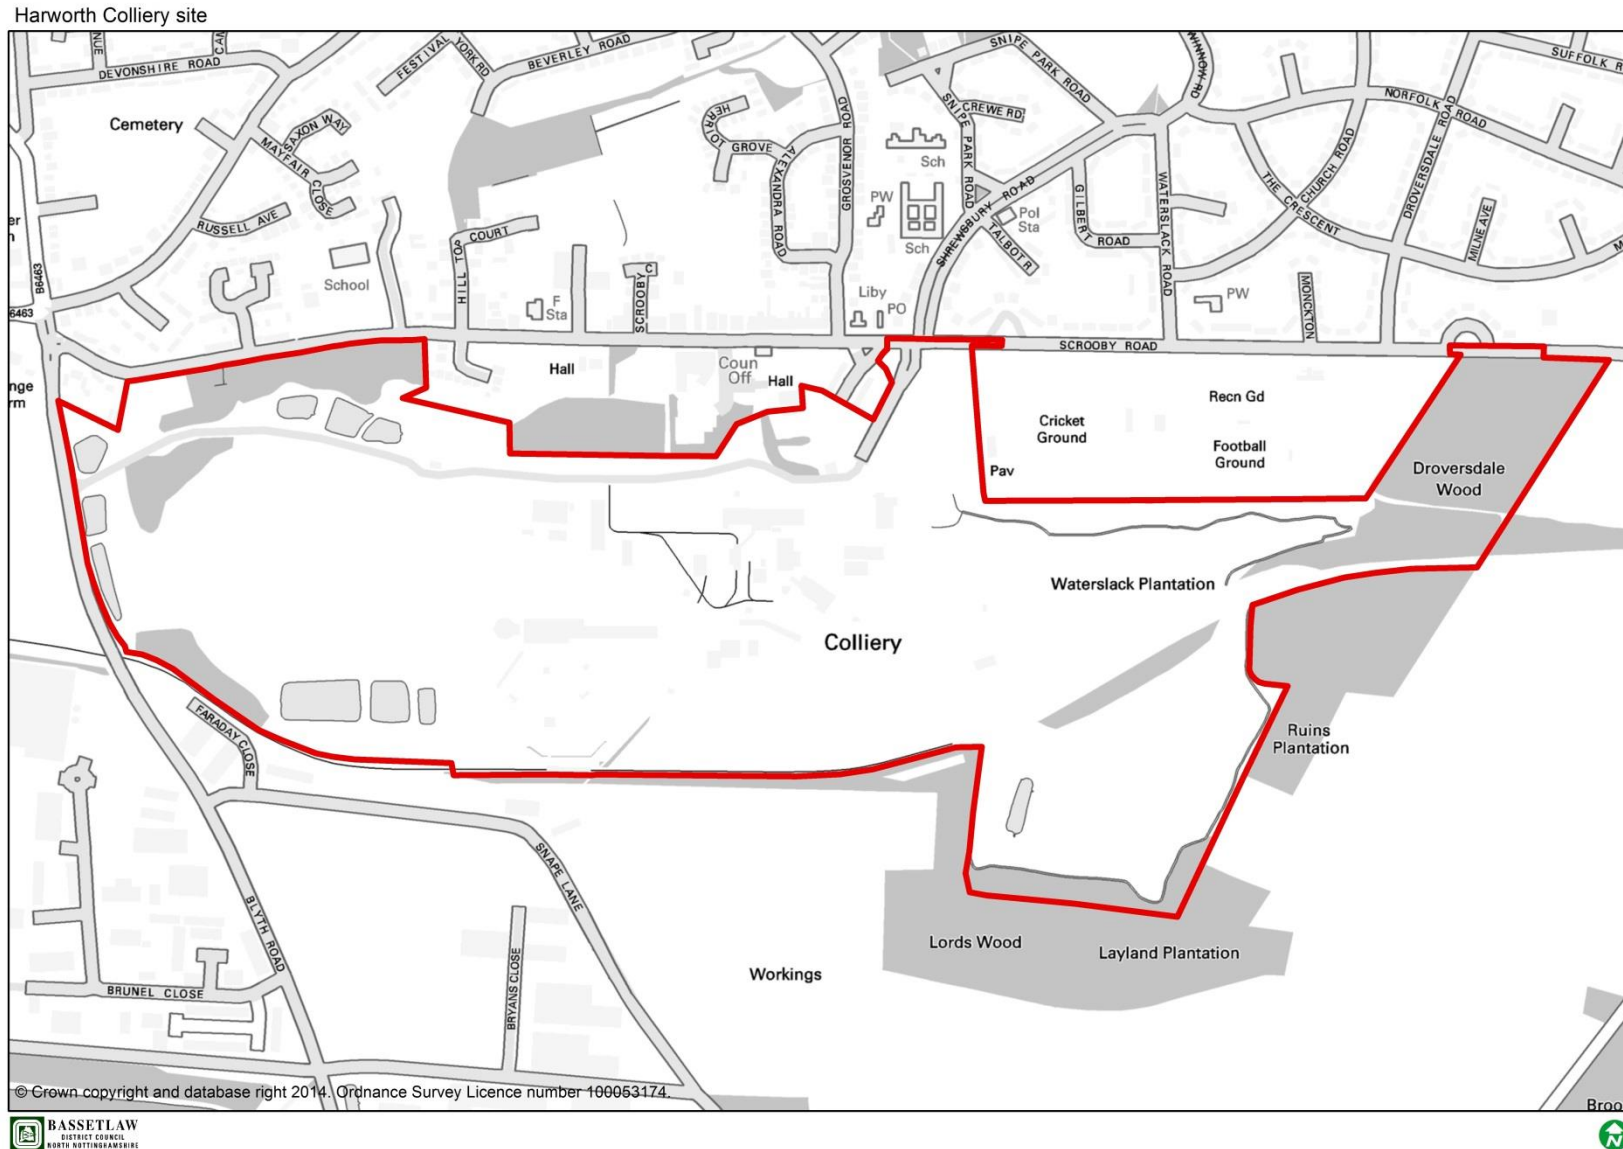 Harworth Colliery site
DEVONSHIRE ROAD
FESTIVAL
YORK RD
BEVERLEY ROAD
SNIPE PARK ROAD
SUFFOLK R
NORFOLK ROAD
Cemetery
SAXON WAY
MAYFAIR CLOSE
RUSSELL AVE
HERRIOT GROVE
ALEXANDRA ROAD
GROSVENOR ROAD
CREWE RD
SNIPE PARK ROAD
Sch
PW
Sch
SHREWSBURY ROAD
Pol
Sta
TALBOT R
GILBERT ROAD
WATERSLACK ROAD
THE CRESCENT
CHURCH ROAD
DROVERSDALE ROAD
MILNE AVE
B6463
School
COURT
F
Sta
SCROOBY C
Liby
PO
PW
MONCKTON
SCROOBY ROAD
Hall
Coun
Off
Hall
Recn Gd
Cricket
Ground
Football
Ground
Pav
Droversdale
Wood
Waterslack Plantation
Colliery
Ruins
Plantation
FARADAY CLOSE
SNAPE LANE
BLYTH ROAD
BRYANS CLOSE
BRUNEL CLOSE
Lords Wood
Layland Plantation
Workings
© Crown copyright and database right 2014. Ordnance Survey Licence number 100053174.
Broo
BASSETLAW
DISTRICT COUNCIL
NORTH NOTTINGHAMSHIRE
N